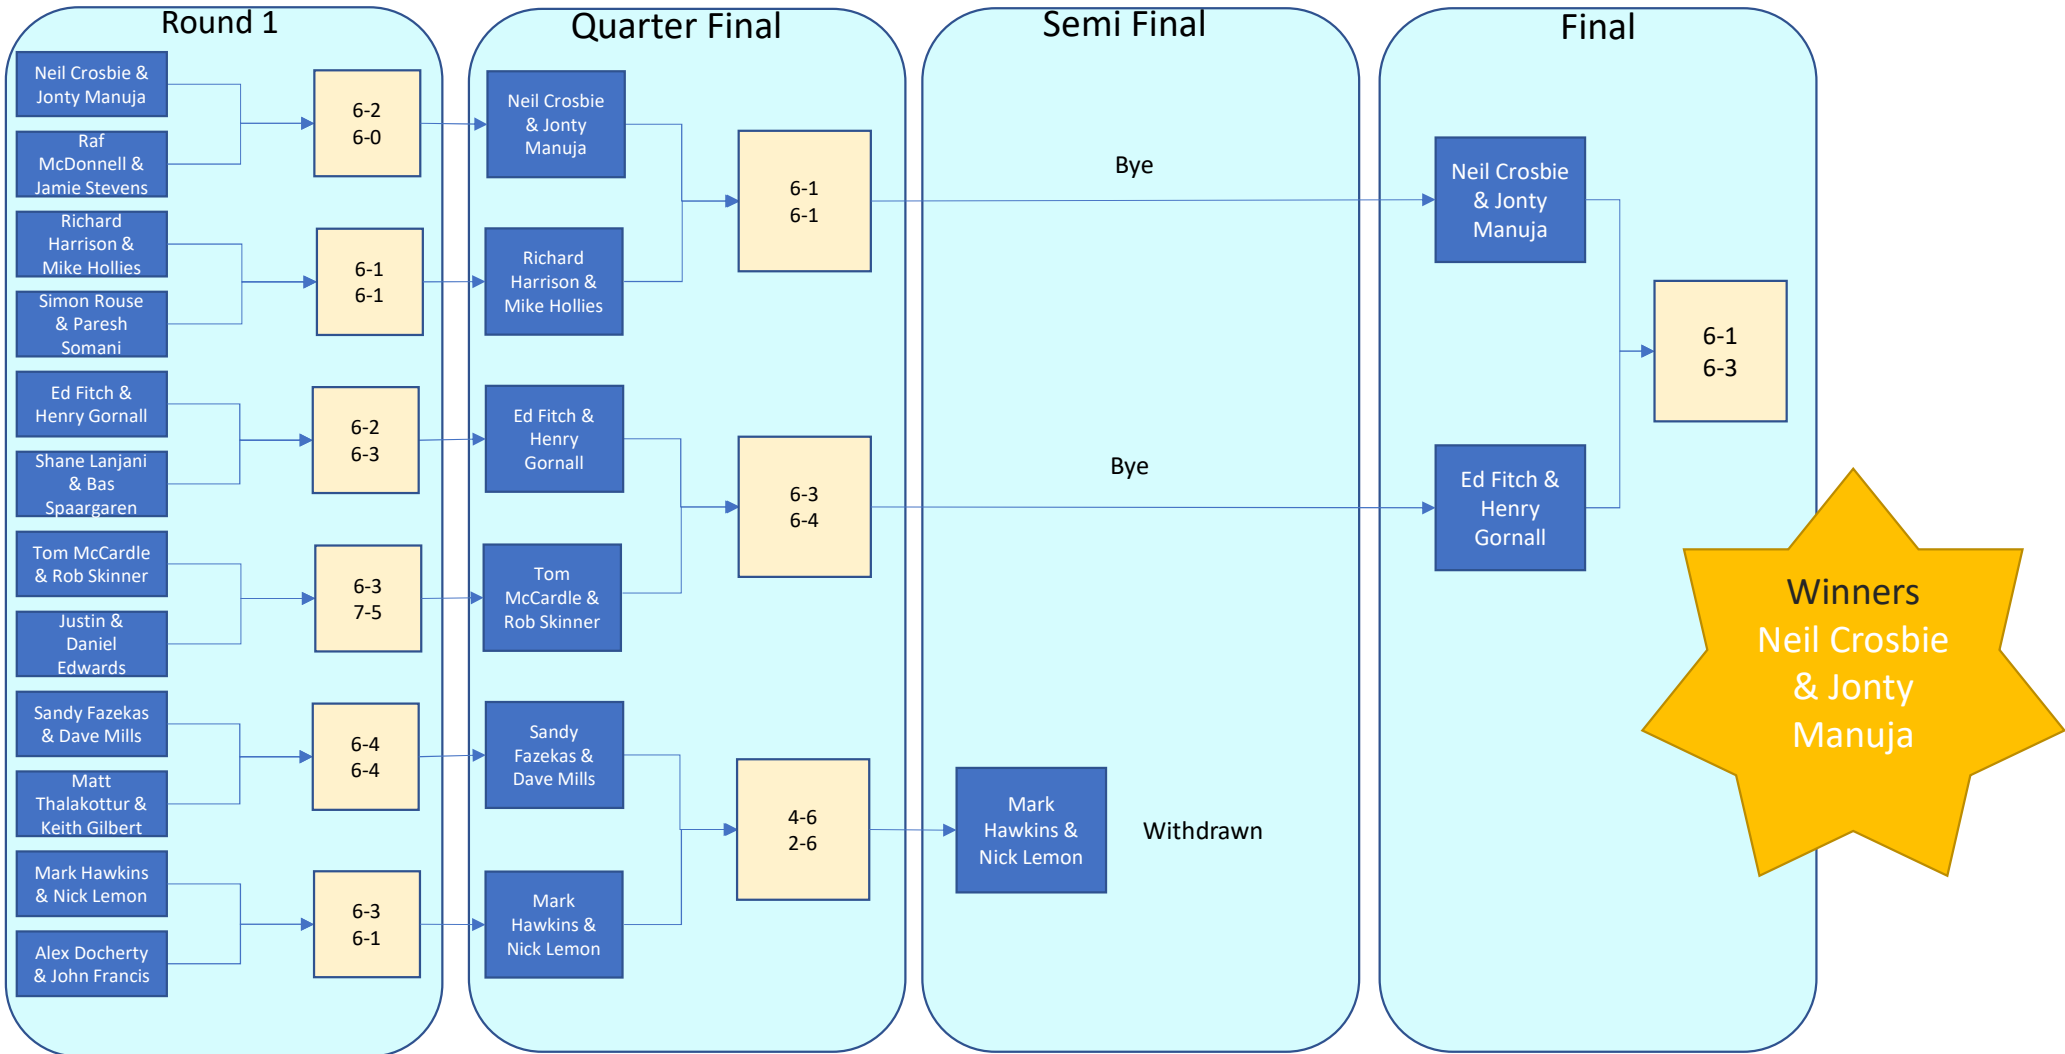 Round 1
Neil Crosbie &
Jonty Manuja
Raf
McDonnell &
Jamie Stevens
6-2
6-0
Richard
Harrison &
Mike Hollies
Simon Rouse
& Paresh
Somani
6-1
6-1
Ed Fitch &
Henry Gornall
Shane Lanjani
& Bas
Spaargaren
6-2
6-3
Tom McCardle
& Rob Skinner
Justin &
Daniel
Edwards
6-3
7-5
Sandy Fazekas
& Dave Mills
Matt
Thalakottur &
Keith Gilbert
6-4
6-4
Mark Hawkins
& Nick Lemon
Alex Docherty
& John Francis
6-3
6-1
Quarter Final
Neil Crosbie
& Jonty
Manuja
Richard
Harrison &
Mike Hollies
6-1
6-1
Ed Fitch &
Henry
Gornall
Tom
McCardle &
Rob Skinner
6-3
6-4
Sandy
Fazekas &
Dave Mills
Mark
Hawkins &
Nick Lemon
4-6
2-6
Semi Final
Bye
Bye
Mark
Hawkins &
Nick Lemon
Withdrawn
Final
Neil Crosbie
& Jonty
Manuja
Ed Fitch &
Henry
Gornall
6-1
6-3
Winners
Neil Crosbie
& Jonty
Manuja